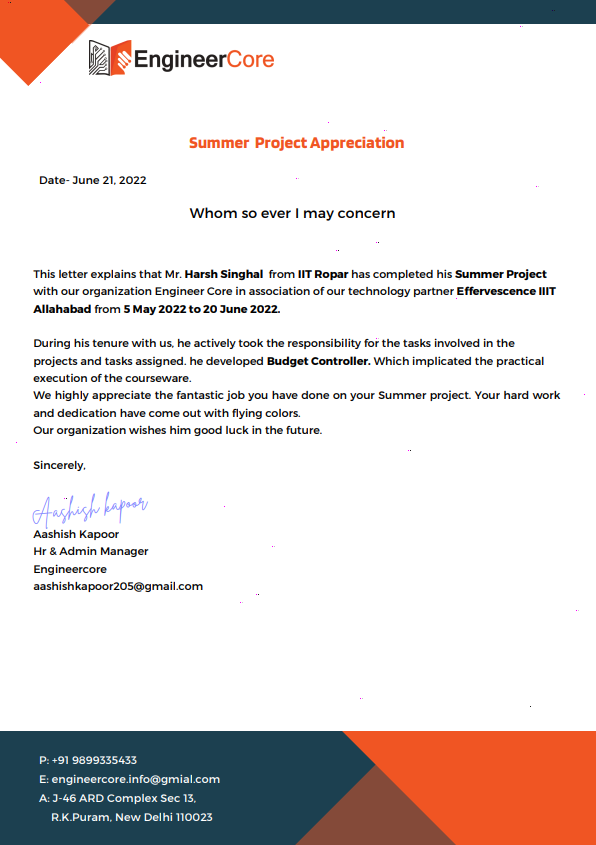 EngineerCore
Summer Project Appreciation
Date- June 21, 2022
Whom so ever I may concern
This letter explains that Mr. Harsh Singhal from IIT Ropar has completed his Summer Project
with our organization Engineer Core in association of our technology partner Effervescence IIIT
Allahabad from 5 May 2022 to 20 June 2022.
During his tenure with us, he actively took the responsibility for the tasks involved in the
projects and tasks assigned. he developed Budget Controller. Which implicated the practical
execution of the courseware.
We highly appreciate the fantastic job you have done on your Summer project. Your hard work
and dedication have come out with flying colors.
Our organization wishes him good luck in the future.
Sincerely,
Aashish kapoor
Aashish Kapoor
Hr & Admin Manager
Engineercore
aashishkapoor205@gmail.com
P: +91 9899335433
E: engineercore.info@gmial.com
A: J-46 ARD Complex Sec 13,
R.K.Puram, New Delhi 110023